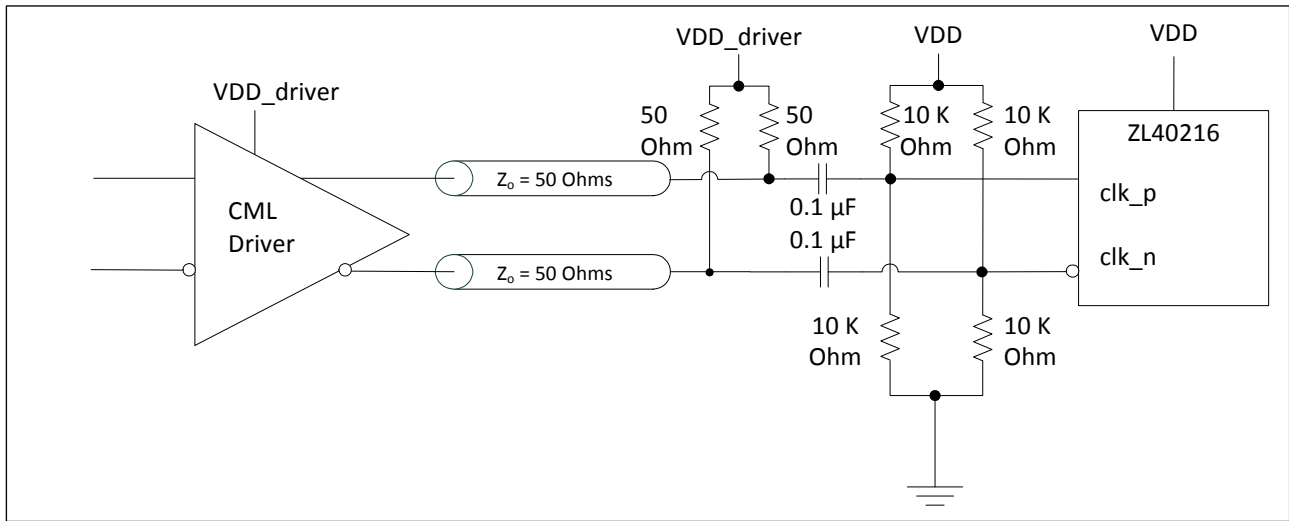 VDD_driver
VDD
VDD
VDD_driver
50
Ohm
50
Ohm
10 K
Ohm
10 K
Ohm
ZL40216
Zo = 50 Ohms
clk_p
CML
Driver
0.1 µF
0.1 µF
clk_n
Zo = 50 Ohms
10 K
Ohm
10 K
Ohm